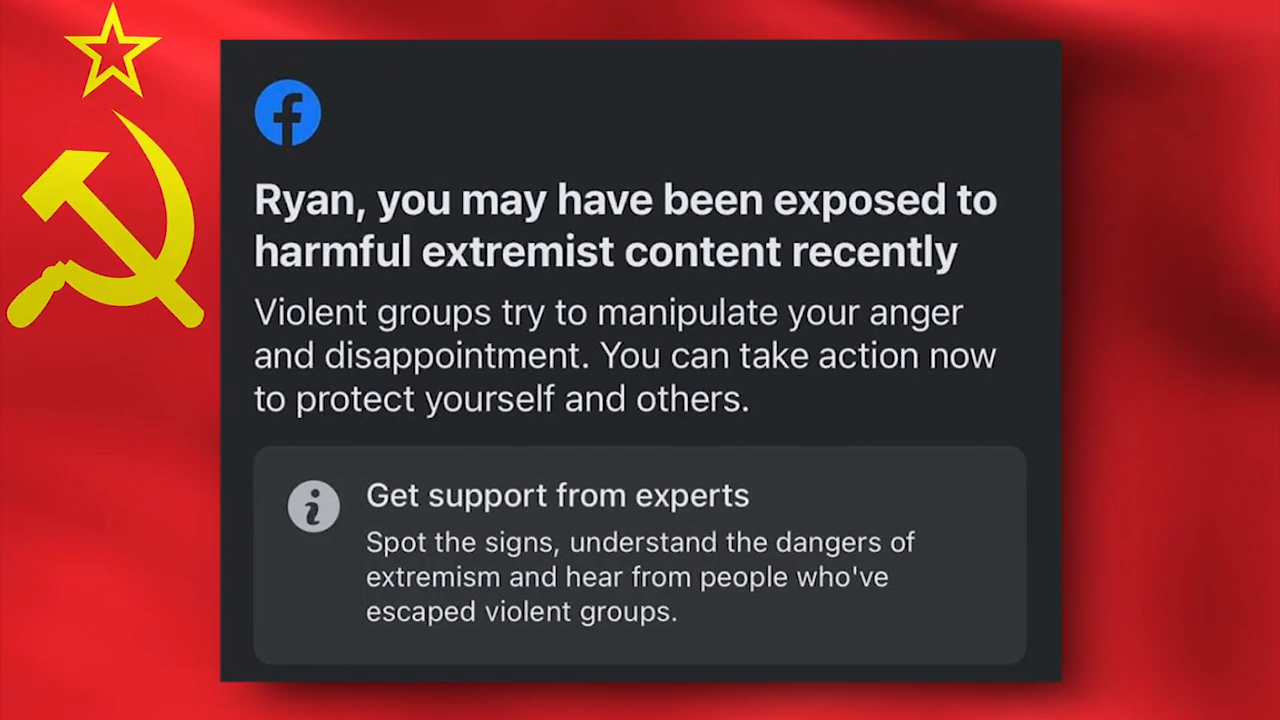 Ryan, you may have been exposed to
harmful extremist content recently
Violent groups try to manipulate your anger
and disappointment. You can take action now
to protect yourself and others.
Get support from experts
Spot the signs, understand the dangers of
extremism and hear from people who've
escaped violent groups.